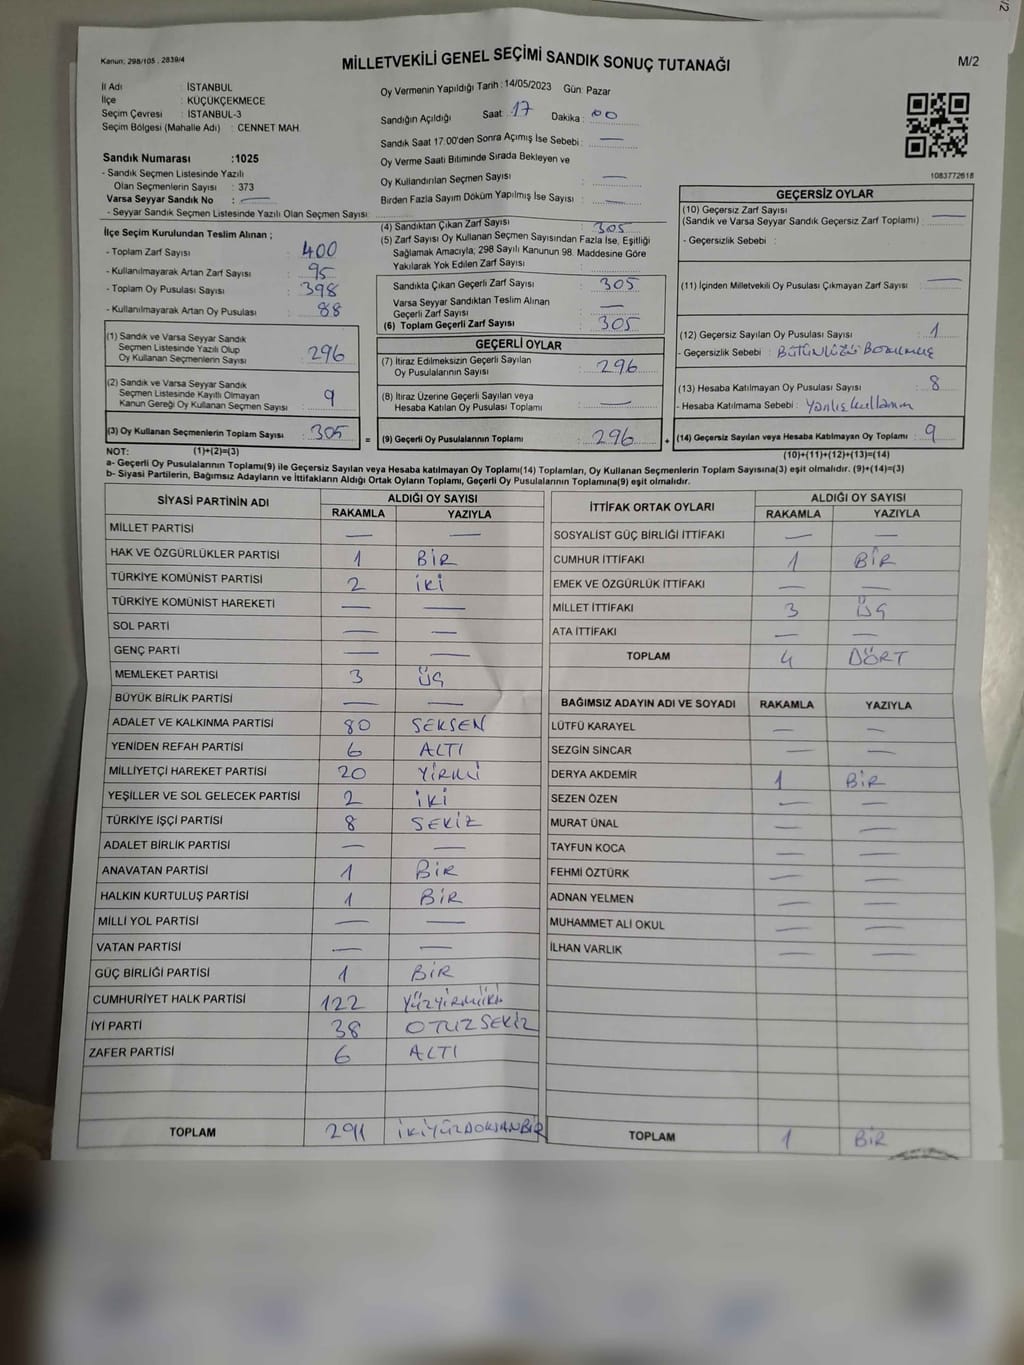 /2
Kanun: 298/105 , 2839/4
MİLLETVEKİLİ GENEL SEÇİMİ SANDIK SONUÇ TUTANAĞI
M/2
İl Adı : İSTANBUL
İlçe : KÜÇÜKÇEKMECE
Seçim Çevresi : İSTANBUL-3
Seçim Bölgesi (Mahalle Adı) : CENNET MAH.
Oy Vermenin Yapıldığı Tarih : 14/05/2023 Gün: Pazar
Sandığın Açıldığı Saat : 17 Dakika : 00
Sandık Saat 17:00'den Sonra Açımış İse Sebebi : —
Oy Verme Saati Bitiminde Sırada Bekleyen ve
Oy Kullandırılan Seçmen Sayısı : —
Birden Fazla Sayım Döküm Yapılmış İse Sayısı : —
1083772618
Sandık Numarası :1025
- Sandık Seçmen Listesinde Yazılı
Olan Seçmenlerin Sayısı : 373
Varsa Seyyar Sandık No : —
- Seyyar Sandık Seçmen Listesinde Yazılı Olan Seçmen Sayısı :
İlçe Seçim Kurulundan Teslim Alınan ;
- Toplam Zarf Sayısı : 400
- Kullanılmayarak Artan Zarf Sayısı : 95
- Toplam Oy Pusulası Sayısı : 398
- Kullanılmayarak Artan Oy Pusulası : 88
(1) Sandık ve Varsa Seyyar Sandık
Seçmen Listesinde Yazılı Olup
Oy Kullanan Seçmenlerin Sayısı : 296
(2) Sandık ve Varsa Seyyar Sandık
Seçmen Listesinde Kayıtlı Olmayan
Kanun Gereği Oy Kullanan Seçmen Sayısı : 9
(3) Oy Kullanan Seçmenlerin Toplam Sayısı : 305
(4) Sandıktan Çıkan Zarf Sayısı : 305
(5) Zarf Sayısı Oy Kullanan Seçmen Sayısından Fazla İse, Eşitliği
Sağlamak Amacıyla, 298 Sayılı Kanunun 98. Maddesine Göre
Yakılarak Yok Edilen Zarf Sayısı :
Sandıkta Çıkan Geçerli Zarf Sayısı : 305
Varsa Seyyar Sandıktan Teslim Alınan
Geçerli Zarf Sayısı : —
(6) Toplam Geçerli Zarf Sayısı : 305
GEÇERLİ OYLAR
(7) İtiraz Edilmeksizin Geçerli Sayılan
Oy Pusulalarının Sayısı : 296
(8) İtiraz Üzerine Geçerli Sayılan veya
Hesaba Katılan Oy Pusulası Toplamı : —
= (9) Geçerli Oy Pusulalarının Toplamı : 296
GEÇERSİZ OYLAR
(10) Geçersiz Zarf Sayısı
(Sandık ve Varsa Seyyar Sandık Geçersiz Zarf Toplamı) : —
- Geçersizlik Sebebi :
(11) İçinden Milletvekili Oy Pusulası Çıkmayan Zarf Sayısı : —
(12) Geçersiz Sayılan Oy Pusulası Sayısı : 1
- Geçersizlik Sebebi : BÜTÜNLÜĞÜ BOZULMUŞ
(13) Hesaba Katılmayan Oy Pusulası Sayısı : 8
- Hesaba Katılmama Sebebi : Yanlış kullanım
+ (14) Geçersiz Sayılan veya Hesaba Katılmayan Oy Toplamı : 9
NOT: (1)+(2)=(3)
(10)+(11)+(12)+(13)=(14)
a- Geçerli Oy Pusulasının Toplamı(9) ile Geçersiz Sayılan veya Hesaba katılmayan Oy Toplamı(14) Toplamları, Oy Kullanan Seçmenlerin Toplam Sayısına(3) eşit olmalıdır. (9)+(14)=(3)
b- Siyasi Partilerin, Bağımsız Adayların ve İttifakların Aldığı Ortak Oyların Toplamı, Geçerli Oy Pusulalarının Toplamına(9) eşit olmalıdır.
SİYASİ PARTİNİN ADI ALDIĞI OY SAYISI
RAKAMLA YAZIYLA
MİLLET PARTİSİ — —
HAK VE ÖZGÜRLÜKLER PARTİSİ 1 BİR
TÜRKİYE KOMÜNİST PARTİSİ 2 İKİ
TÜRKİYE KOMÜNİST HAREKETİ — —
SOL PARTİ — —
GENÇ PARTİ — —
MEMLEKET PARTİSİ 3 ÜÇ
BÜYÜK BİRLİK PARTİSİ — —
ADALET VE KALKINMA PARTİSİ 80 SEKSEN
YENİDEN REFAH PARTİSİ 6 ALTI
MİLLİYETÇİ HAREKET PARTİSİ 20 YİRMİ
YEŞİLLER VE SOL GELECEK PARTİSİ 2 İKİ
TÜRKİYE İŞÇİ PARTİSİ 8 SEKİZ
ADALET BİRLİK PARTİSİ — —
ANAVATAN PARTİSİ 1 BİR
HALKIN KURTULUŞ PARTİSİ 1 BİR
MİLLİ YOL PARTİSİ — —
VATAN PARTİSİ — —
GÜÇ BİRLİĞİ PARTİSİ 1 BİR
CUMHURİYET HALK PARTİSİ 122 YÜZYİRMİİKİ
İYİ PARTİ 38 OTUZSEKİZ
ZAFER PARTİSİ 6 ALTI
TOPLAM 291 İKİYÜZDOKSANBİR
İTTİFAK ORTAK OYLARI ALDIĞI OY SAYISI
RAKAMLA YAZIYLA
SOSYALİST GÜÇ BİRLİĞİ İTTİFAKI — —
CUMHUR İTTİFAKI 1 BİR
EMEK VE ÖZGÜRLÜK İTTİFAKI — —
MİLLET İTTİFAKI 3 ÜÇ
ATA İTTİFAKI — —
TOPLAM 4 DÖRT
BAĞIMSIZ ADAYIN ADI VE SOYADI RAKAMLA YAZIYLA
LÜTFÜ KARAYEL — —
SEZGİN SİNCAR — —
DERYA AKDEMİR 1 BİR
SEZEN ÖZEN — —
MURAT ÜNAL — —
TAYFUN KOCA — —
FEHMİ ÖZTÜRK — —
ADNAN YELMEN — —
MUHAMMET ALİ OKUL — —
İLHAN VARLIK — —
TOPLAM 1 BİR